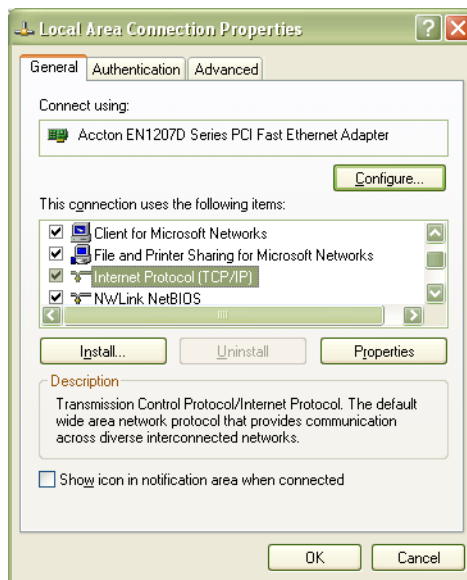 Local Area Connection Properties
General Authentication Advanced
Connect using:
Accton EN1207D Series PCI Fast Ethernet Adapter
Configure...
This connection uses the following items:
Client for Microsoft Networks
File and Printer Sharing for Microsoft Networks
Internet Protocol (TCP/IP)
NWLink NetBIOS
Install... Uninstall Properties
Description
Transmission Control Protocol/Internet Protocol. The default
wide area network protocol that provides communication
across diverse interconnected networks.
Show icon in notification area when connected
OK Cancel